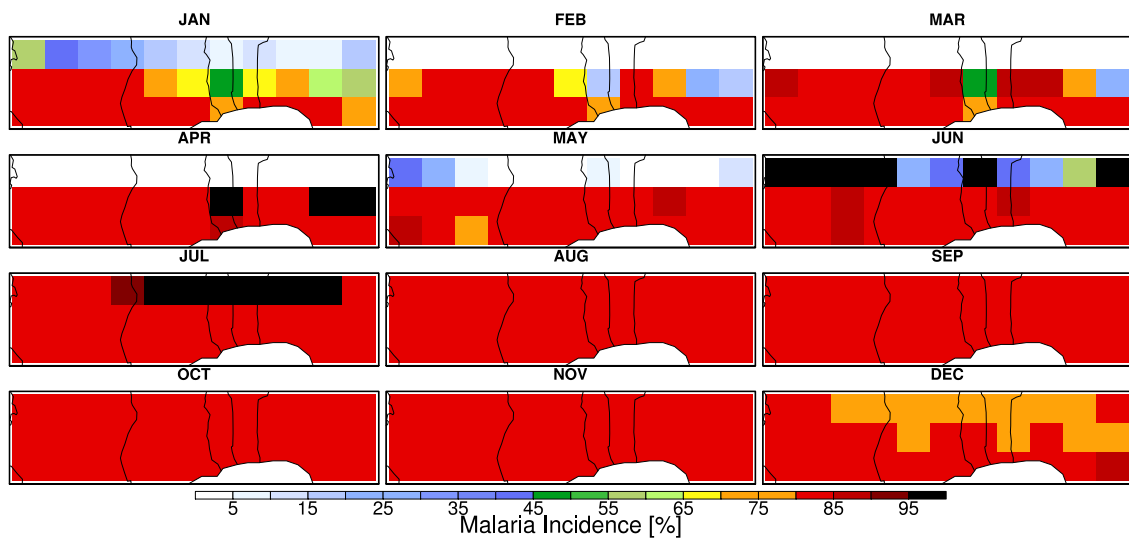 JAN FEB MAR
APR MAY JUN
JUL AUG SEP
OCT NOV DEC
5 15 25 35 45 55 65 75 85 95
Malaria Incidence [%]